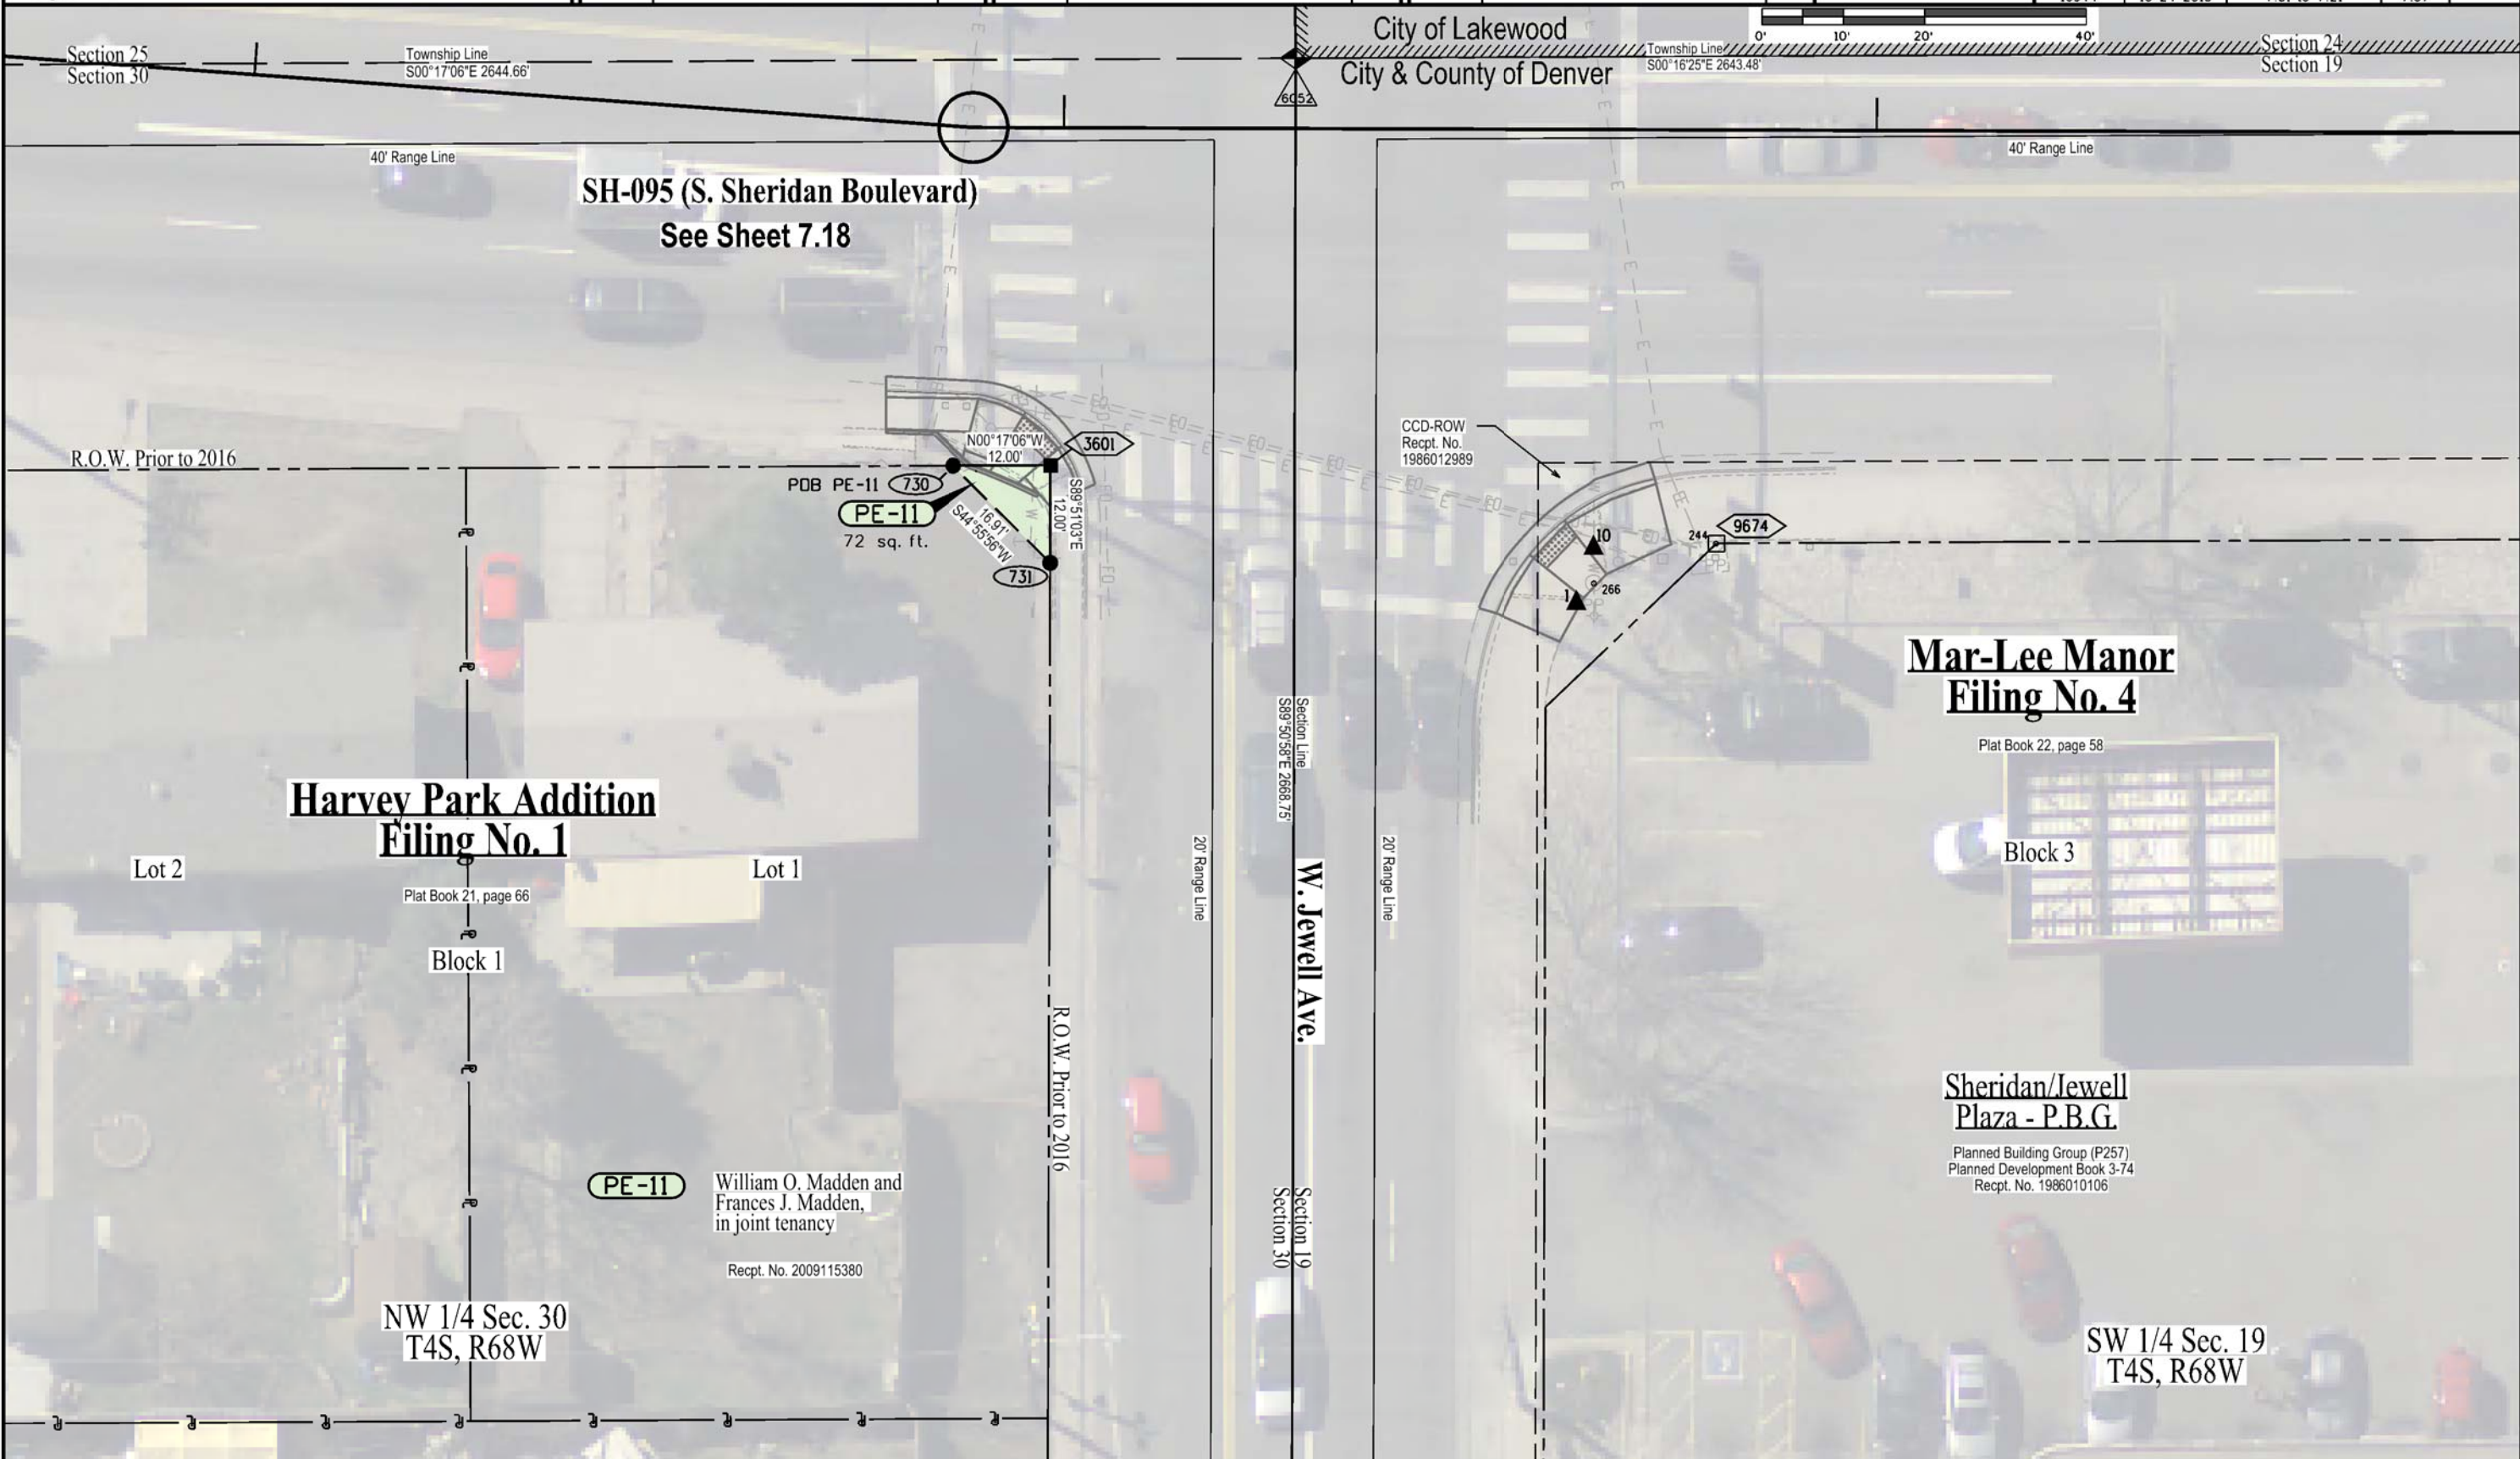 City of Lakewood
City & County of Denver
6052
0' 10' 20' 40'
Section 25
Section 30
Township Line
S00°17'06"E 2644.66'
Township Line
S00°16'25"E 2643.48'
Section 24
Section 19
40' Range Line
40' Range Line
SH-095 (S. Sheridan Boulevard)
See Sheet 7.18
R.O.W. Prior to 2016
N00°17'06"W
12.00'
3601
POB PE-11
730
PE-11
72 sq. ft.
16.91'
S44°55'56"W
S89°51'03"E
12.00'
731
CCD-ROW
Recpt. No.
1986012989
10
1
266
244
9674
Mar-Lee Manor
Filing No. 4
Plat Book 22, page 58
Block 3
Harvey Park Addition
Filing No. 1
Plat Book 21, page 66
Lot 2
Lot 1
Block 1
Section Line
S89°50'58"E 2668.75'
20' Range Line
20' Range Line
W. Jewell Ave.
R.O.W. Prior to 2016
Section 19
Section 30
PE-11
William O. Madden and
Frances J. Madden,
in joint tenancy
Recpt. No. 2009115380
Sheridan/Jewell
Plaza - P.B.G.
Planned Building Group (P257)
Planned Development Book 3-74
Recpt. No. 1986010106
NW 1/4 Sec. 30
T4S, R68W
SW 1/4 Sec. 19
T4S, R68W